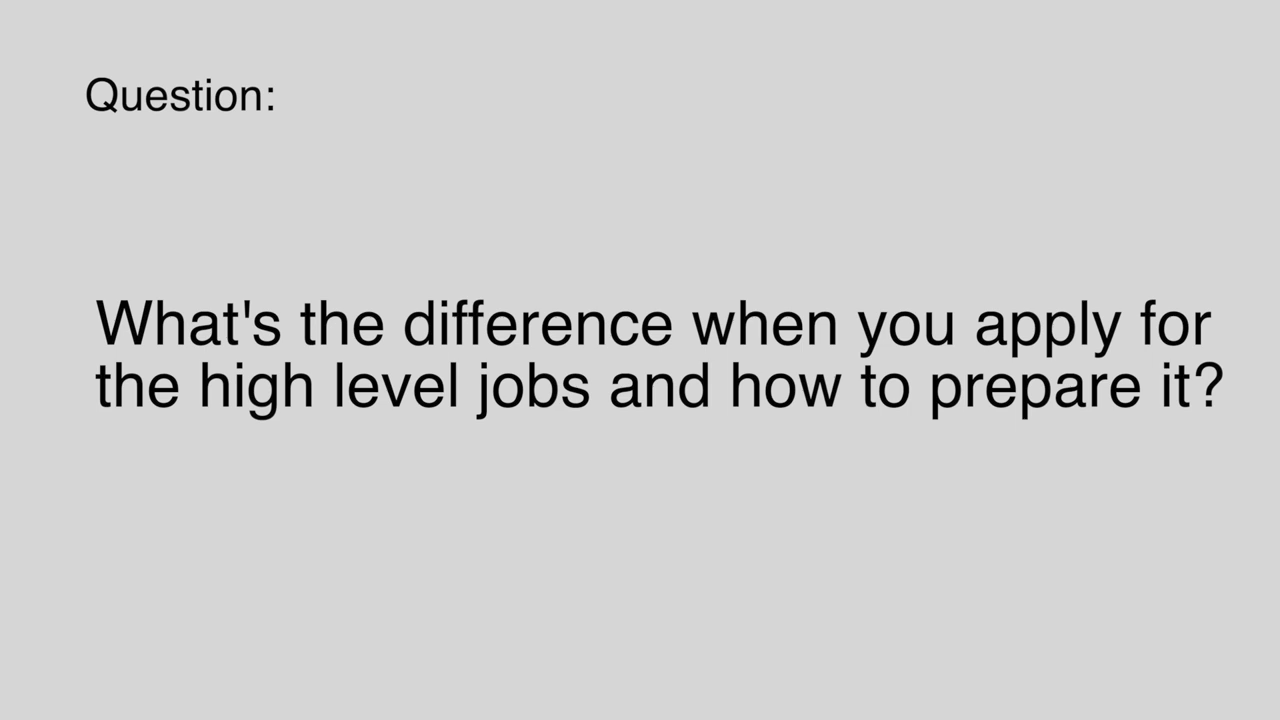 Question:
What's the difference when you apply for
the high level jobs and how to prepare it?